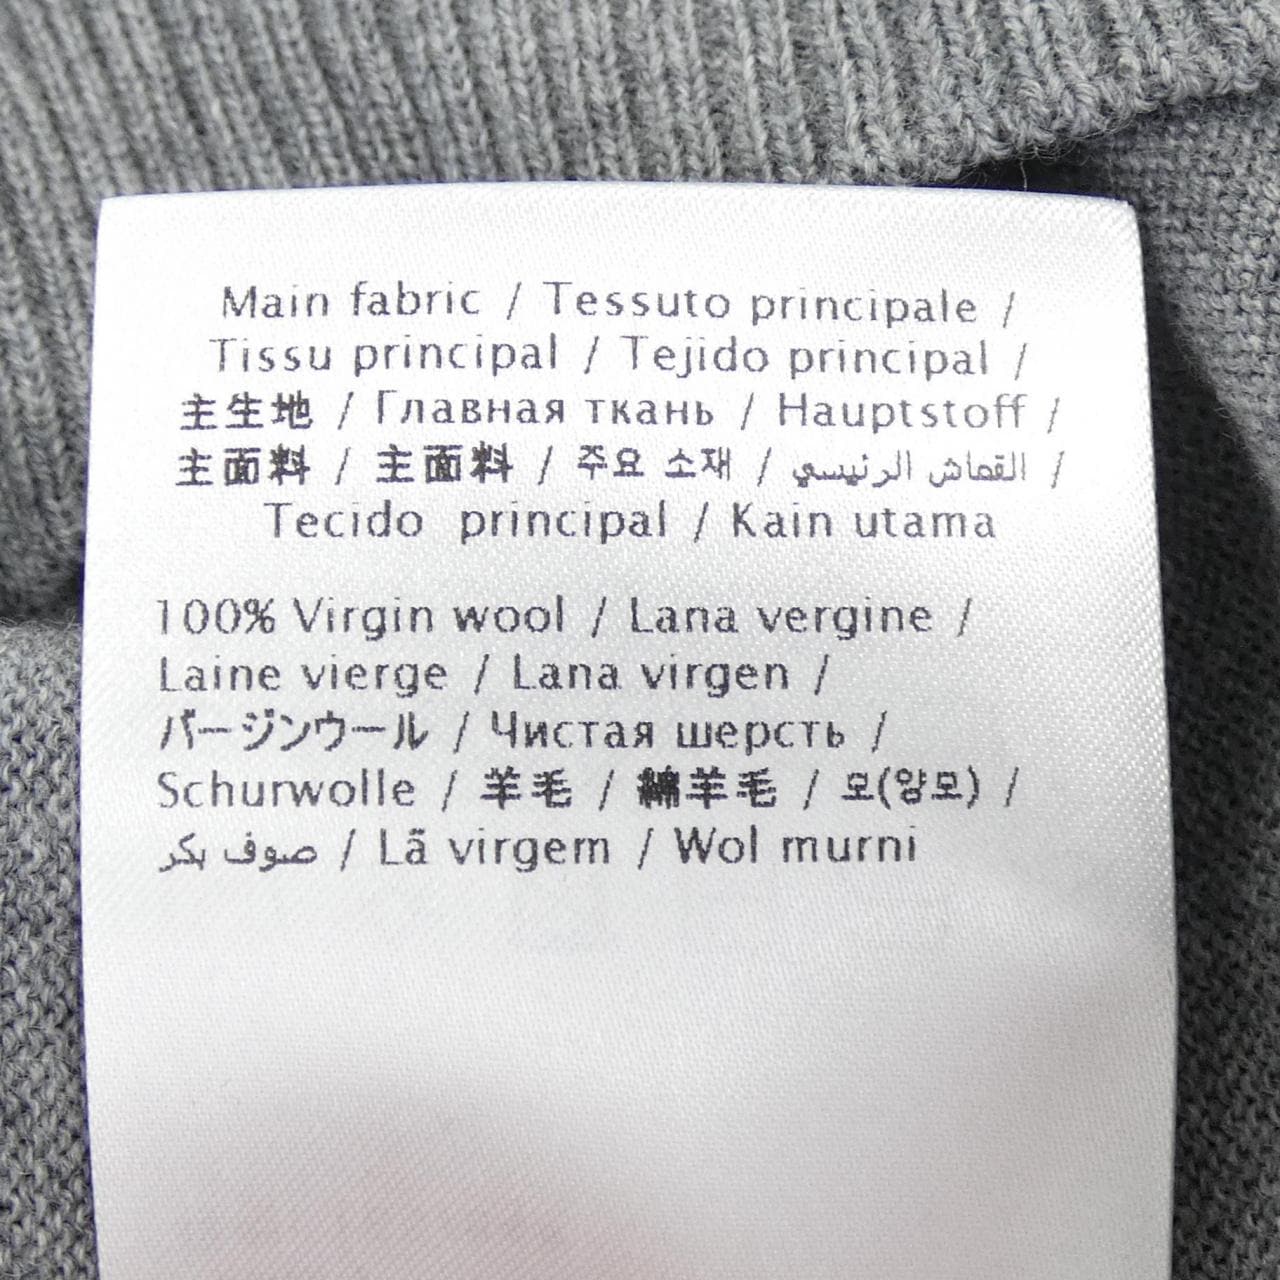 Main fabric / Tessuto principale /
Tissu principal / Tejido principal /
主生地 / Главная ткань / Hauptstoff /
主面料 / 主面料 / 주요 소재 / القماش الرئيسي /
Tecido principal / Kain utama
100% Virgin wool / Lana vergine /
Laine vierge / Lana virgen /
バージンウール / Чистая шерсть /
Schurwolle / 羊毛 / 綿羊毛 / 모(양모) /
صوف بكر / Lã virgem / Wol murni